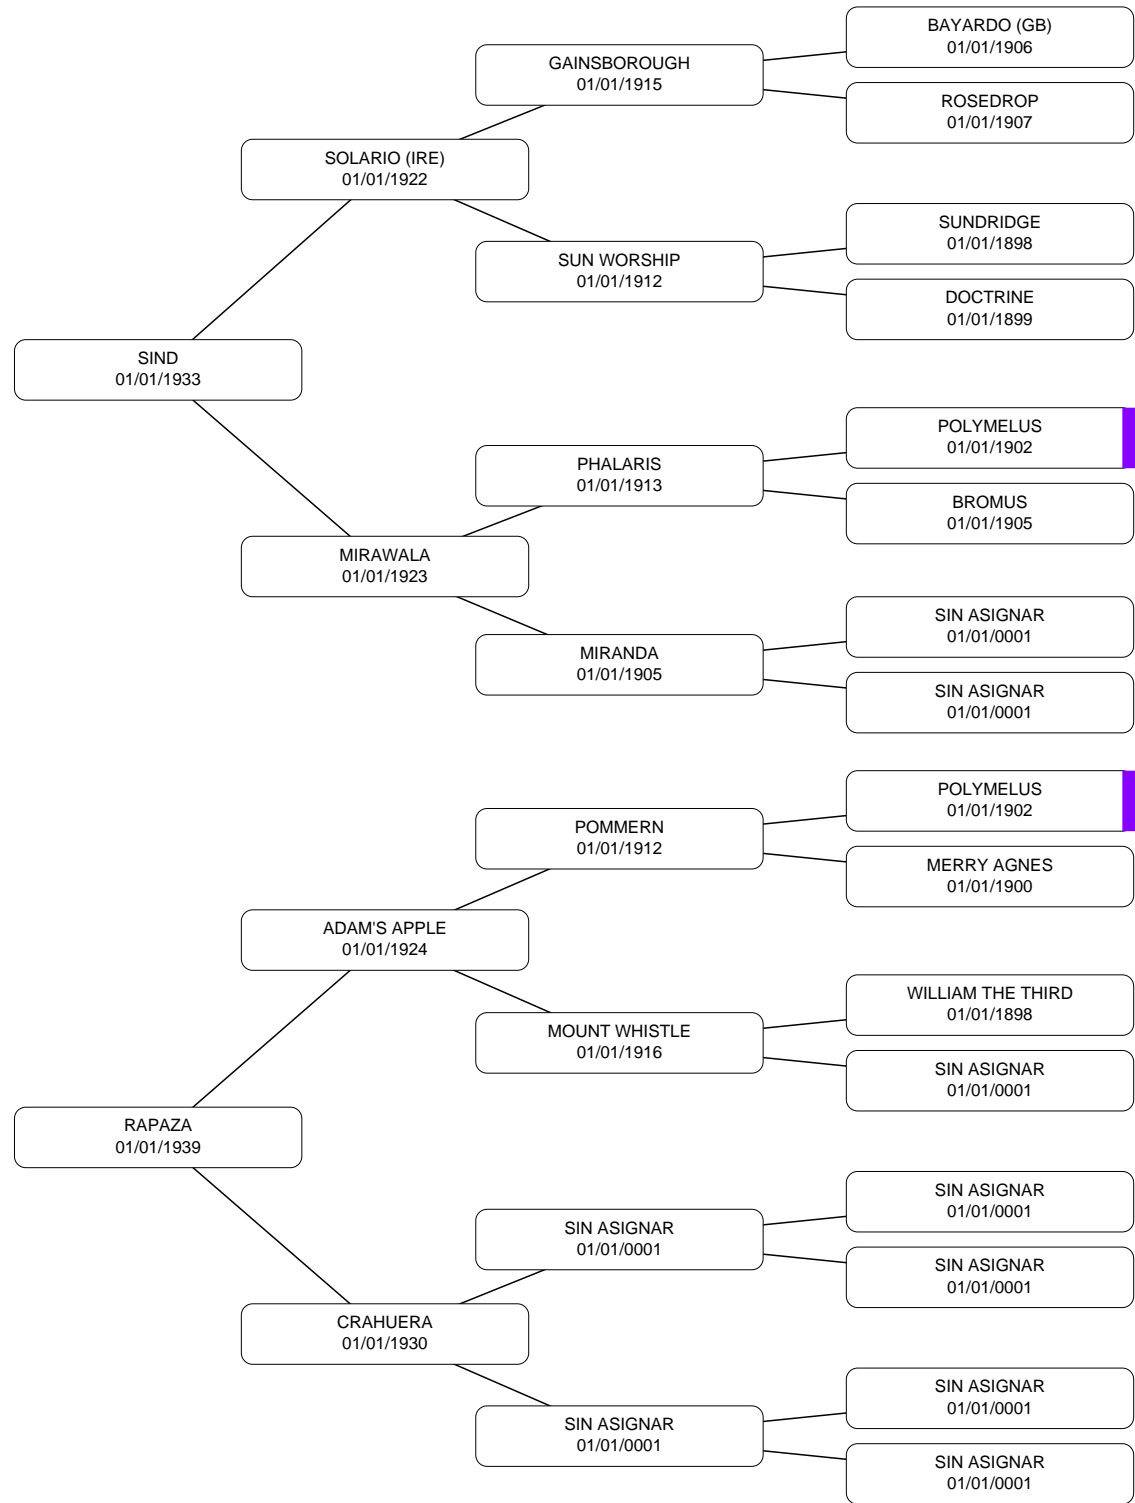 BAYARDO (GB)
01/01/1906
GAINSBOROUGH
01/01/1915
ROSEDROP
01/01/1907
SOLARIO (IRE)
01/01/1922
SUNDRIDGE
01/01/1898
SUN WORSHIP
01/01/1912
DOCTRINE
01/01/1899
SIND
01/01/1933
POLYMELUS
01/01/1902
PHALARIS
01/01/1913
BROMUS
01/01/1905
MIRAWALA
01/01/1923
SIN ASIGNAR
01/01/0001
MIRANDA
01/01/1905
SIN ASIGNAR
01/01/0001
POLYMELUS
01/01/1902
POMMERN
01/01/1912
MERRY AGNES
01/01/1900
ADAM'S APPLE
01/01/1924
WILLIAM THE THIRD
01/01/1898
MOUNT WHISTLE
01/01/1916
SIN ASIGNAR
01/01/0001
RAPAZA
01/01/1939
SIN ASIGNAR
01/01/0001
SIN ASIGNAR
01/01/0001
SIN ASIGNAR
01/01/0001
CRAHUERA
01/01/1930
SIN ASIGNAR
01/01/0001
SIN ASIGNAR
01/01/0001
SIN ASIGNAR
01/01/0001